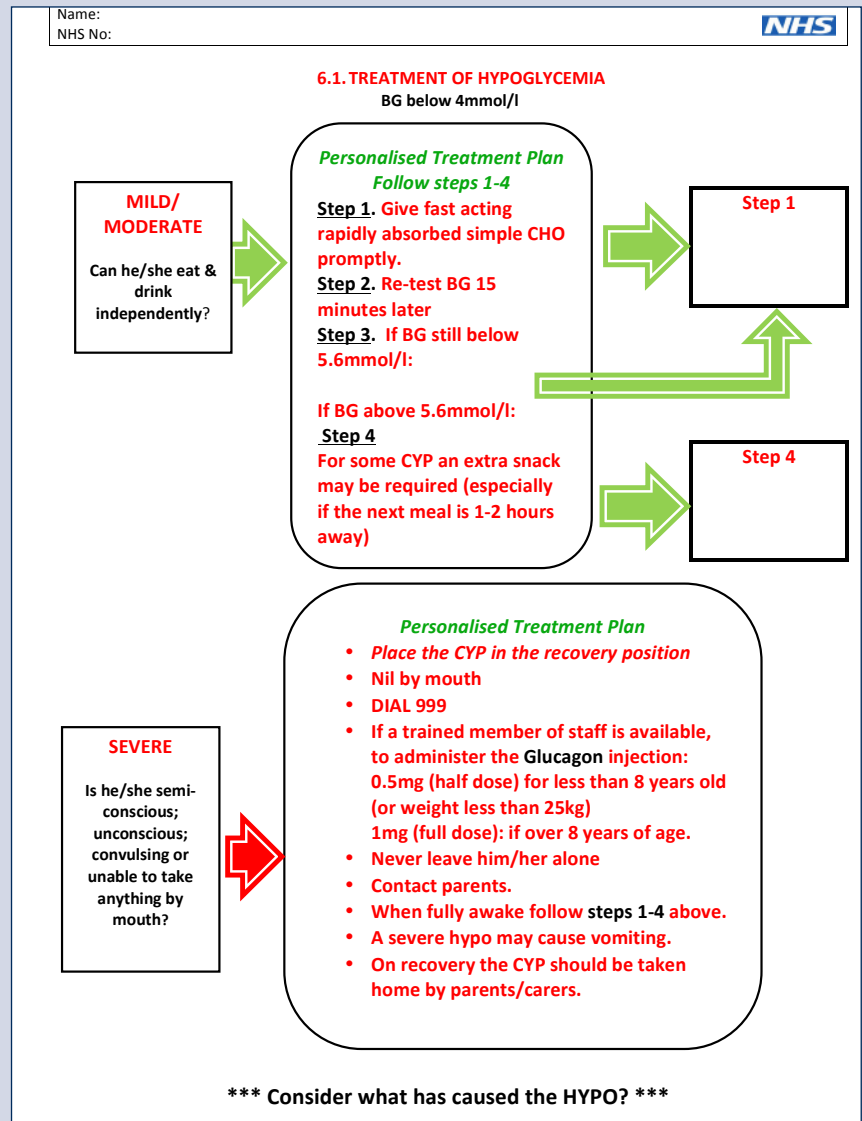 Name:
NHS No:
NHS
6.1. TREATMENT OF HYPOGLYCEMIA
BG below 4mmol/l
MILD/
MODERATE
Can he/she eat &
drink
independently?
Personalised Treatment Plan
Follow steps 1-4
Step 1. Give fast acting
rapidly absorbed simple CHO
promptly.
Step 2. Re-test BG 15
minutes later
Step 3. If BG still below
5.6mmol/l:
If BG above 5.6mmol/l:
Step 4
For some CYP an extra snack
may be required (especially
if the next meal is 1-2 hours
away)
Step 1
Step 4
SEVERE
Is he/she semi-
conscious;
unconscious;
convulsing or
unable to take
anything by
mouth?
Personalised Treatment Plan
• Place the CYP in the recovery position
• Nil by mouth
• DIAL 999
• If a trained member of staff is available,
to administer the Glucagon injection:
0.5mg (half dose) for less than 8 years old
(or weight less than 25kg)
1mg (full dose): if over 8 years of age.
• Never leave him/her alone
• Contact parents.
• When fully awake follow steps 1-4 above.
• A severe hypo may cause vomiting.
• On recovery the CYP should be taken
home by parents/carers.
*** Consider what has caused the HYPO? ***